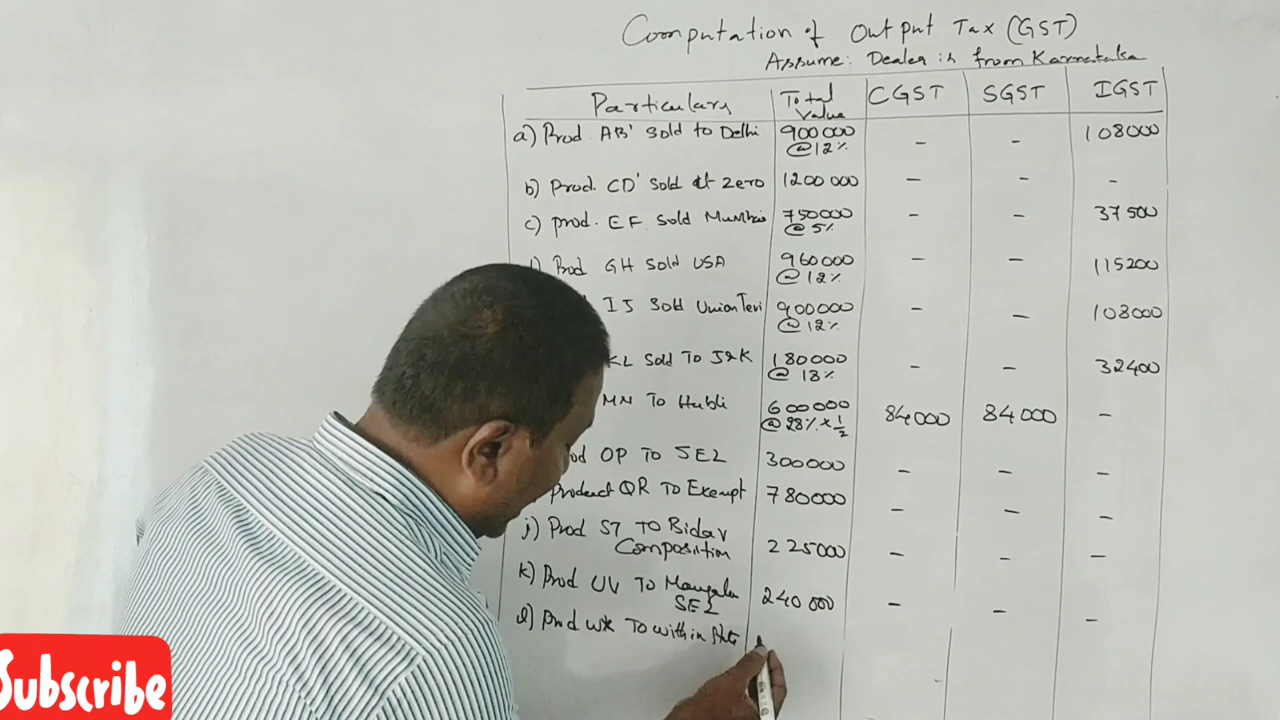 Computation of Output Tax (GST)
Assume: Dealer is from Karnataka
Particulars Total Value CGST SGST IGST
a) Prod. AB' Sold to Delhi 900000 @12% - - 108000
b) Prod. CD' Sold at Zero 1200000 - - -
c) prod. EF Sold Mumbai 750000 @5% - - 37500
Prod GH Sold USA 960000 @12% - - 115200
IJ Sold Union Teri 900000 @12% - - 108000
KL Sold To J&K 180000 @ 18% - - 32400
MN To Hubli 600000 @28%x1/2 84000 84000 -
OP To SEZ 300000 - - -
Product QR To Exempt 780000 - - -
j) Prod ST TO Bidar
Composition 225000 - - -
k) Prod UV To
SEZ 240000 - - -
l) Prod wx To within State
Subscribe